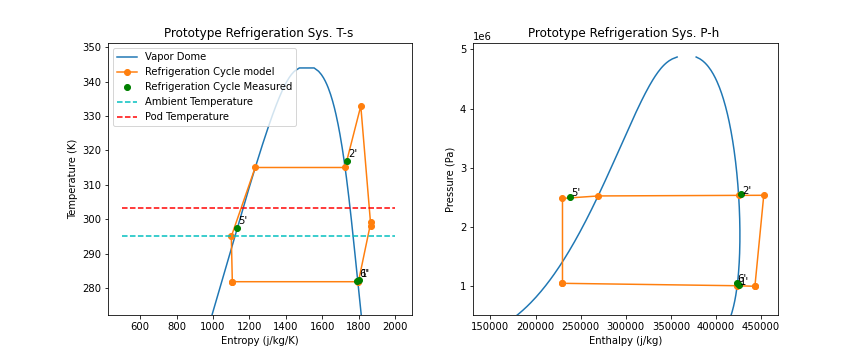 Prototype Refrigeration Sys. T-s
Temperature (K)
350
340
330
320
310
300
290
280
Vapor Dome
Refrigeration Cycle model
Refrigeration Cycle Measured
Ambient Temperature
Pod Temperature
2'
5'
6'
1'
600 800 1000 1200 1400 1600 1800 2000
Entropy (j/kg/K)
Prototype Refrigeration Sys. P-h
1e6
Pressure (Pa)
5
4
3
2
1
5'
2'
6'
1'
150000 200000 250000 300000 350000 400000 450000
Enthalpy (j/kg)